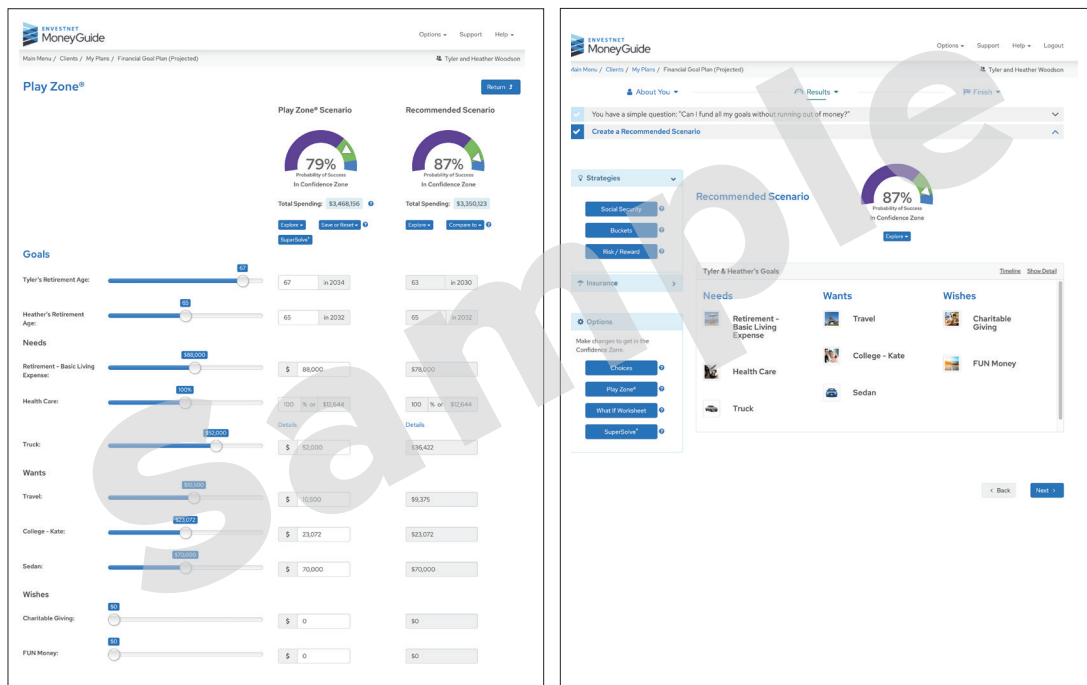 ENVESTNET
MoneyGuide
Options Support Help
Main Menu / Clients / My Plans / Financial Goal Plan (Projected)
Tyler and Heather Woodson
Play Zone®
Return
Play Zone® Scenario
Recommended Scenario
79%
Probability of Success
In Confidence Zone
87%
Probability of Success
In Confidence Zone
Total Spending: $3,468,156
Total Spending: $3,350,123
Explore
Save or Reset
Explore
Compare to
SuperSolve®
Goals
67
Tyler's Retirement Age:
67 in 2034
63 in 2030
65
Heather's Retirement
Age:
65 in 2032
65 in 2032
Needs
$88,000
Retirement - Basic Living
Expense:
$ 88,000
$78,000
100%
Health Care:
100 % or $12,644
100 % or $12,644
Details
Details
$52,000
Truck:
$ 52,000
$36,422
Wants
$10,500
Travel:
$ 10,500
$9,375
$23,072
College - Kate:
$ 23,072
$23,072
$70,000
Sedan:
$ 70,000
$70,000
Wishes
$0
Charitable Giving:
$ 0
$0
$0
FUN Money:
$ 0
$0
ENVESTNET
MoneyGuide
Options Support Help Logout
Main Menu / Clients / My Plans / Financial Goal Plan (Projected)
Tyler and Heather Woodson
About You
Results
Finish
You have a simple question: "Can I fund all my goals without running out of money?"
Create a Recommended Scenario
Strategies
Social Security
Buckets
Risk / Reward
Insurance
Options
Make changes to get in the
Confidence Zone.
Choices
Play Zone®
What If Worksheet
SuperSolve®
Recommended Scenario
87%
Probability of Success
In Confidence Zone
Explore
Tyler & Heather's Goals
Timeline Show Detail
Needs
Retirement -
Basic Living
Expense
Health Care
Truck
Wants
Travel
College - Kate
Sedan
Wishes
Charitable
Giving
FUN Money
< Back
Next >
Sample